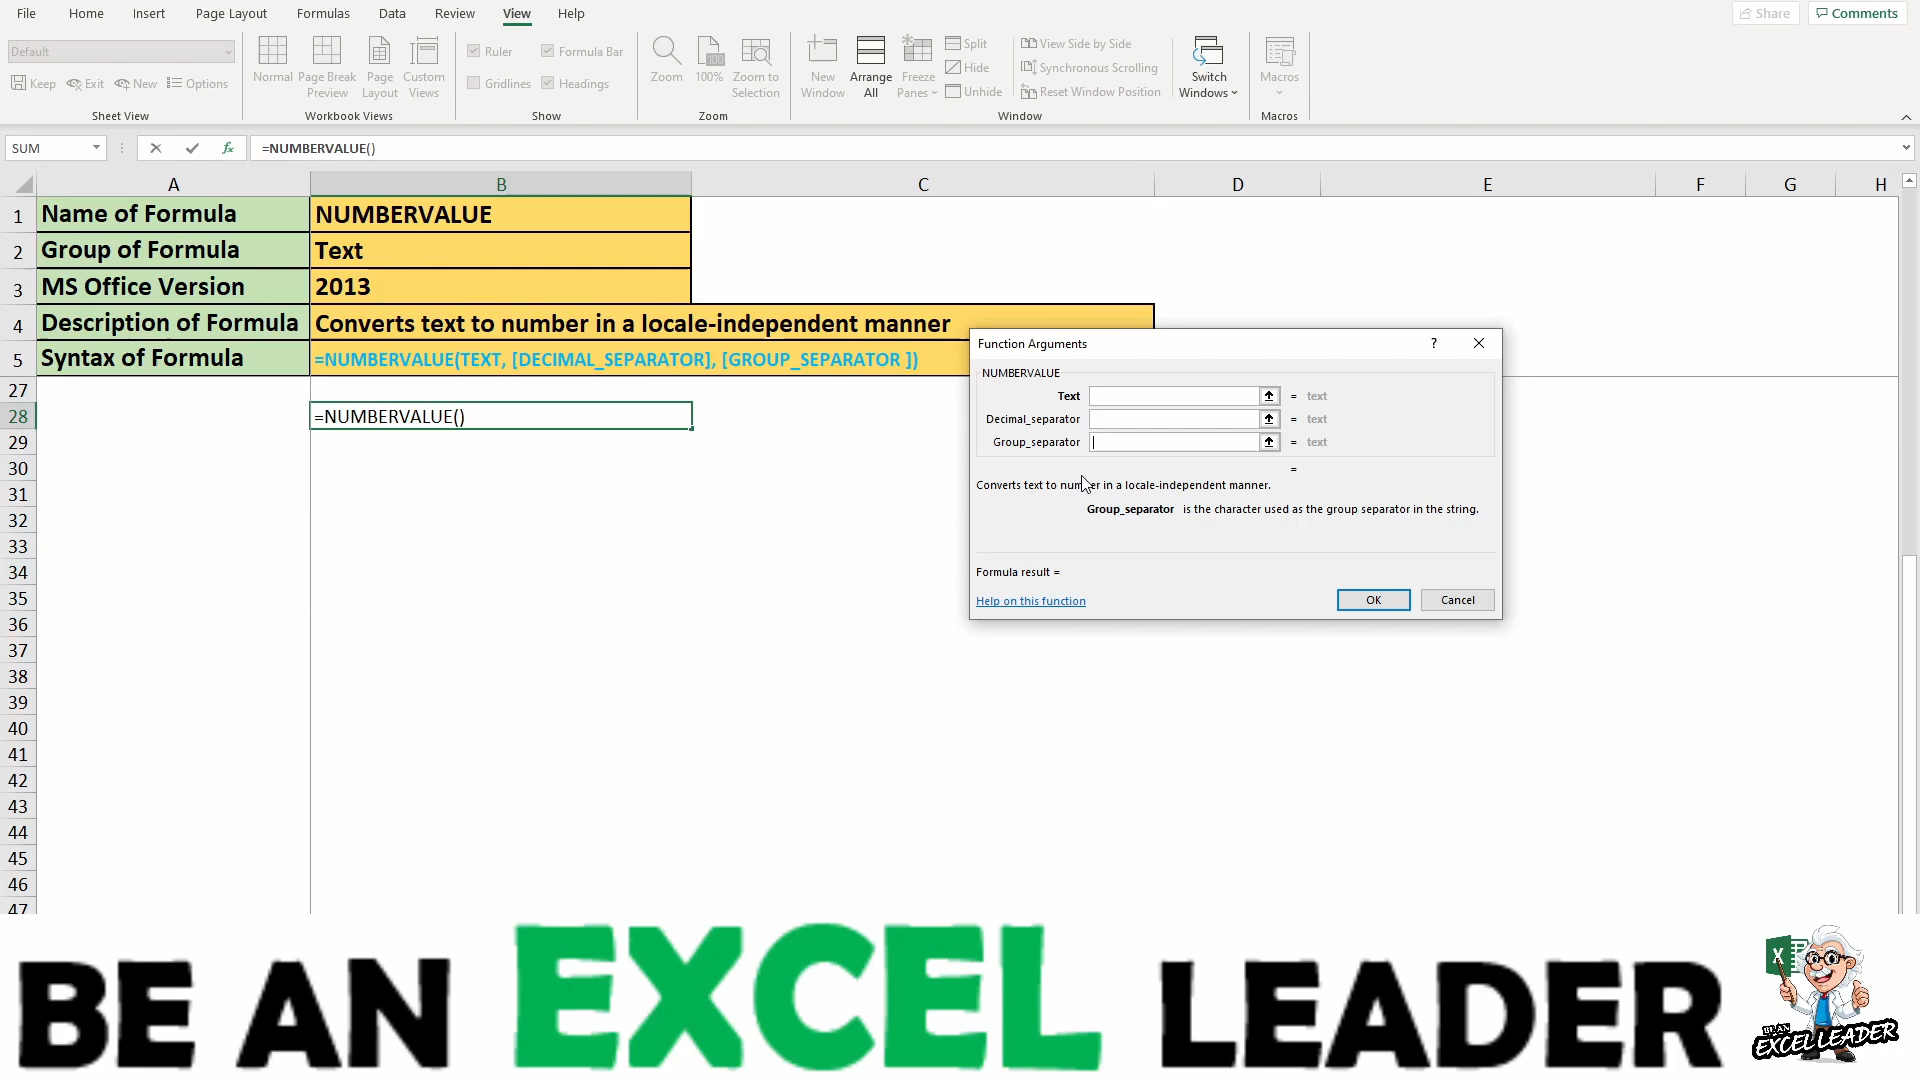 File Home Insert Page Layout Formulas Data Review View Help Share Comments
Default
Keep Exit New Options
Sheet View
Normal Page Break Preview Page Layout Custom Views
Workbook Views
Ruler Formula Bar
Gridlines Headings
Show
Zoom 100% Zoom to Selection
Zoom
New Window Arrange All Freeze Panes
Split
Hide
Unhide
View Side by Side
Synchronous Scrolling
Reset Window Position
Window
Switch Windows
Macros
Macros
SUM fx =NUMBERVALUE()
A B C D E F G H
1 Name of Formula NUMBERVALUE
2 Group of Formula Text
3 MS Office Version 2013
4 Description of Formula Converts text to number in a locale-independent manner
5 Syntax of Formula =NUMBERVALUE(TEXT, [DECIMAL_SEPARATOR], [GROUP_SEPARATOR ])
27
28 =NUMBERVALUE()
29
30
31
32
33
34
35
36
37
38
39
40
41
42
43
44
45
46
47
Function Arguments ? 
NUMBERVALUE
Text = text
Decimal_separator = text
Group_separator = text
=
Converts text to number in a locale-independent manner.
Group_separator is the character used as the group separator in the string.
Formula result =
Help on this function OK Cancel
BE AN EXCEL LEADER
X
BE AN
EXCEL LEADER